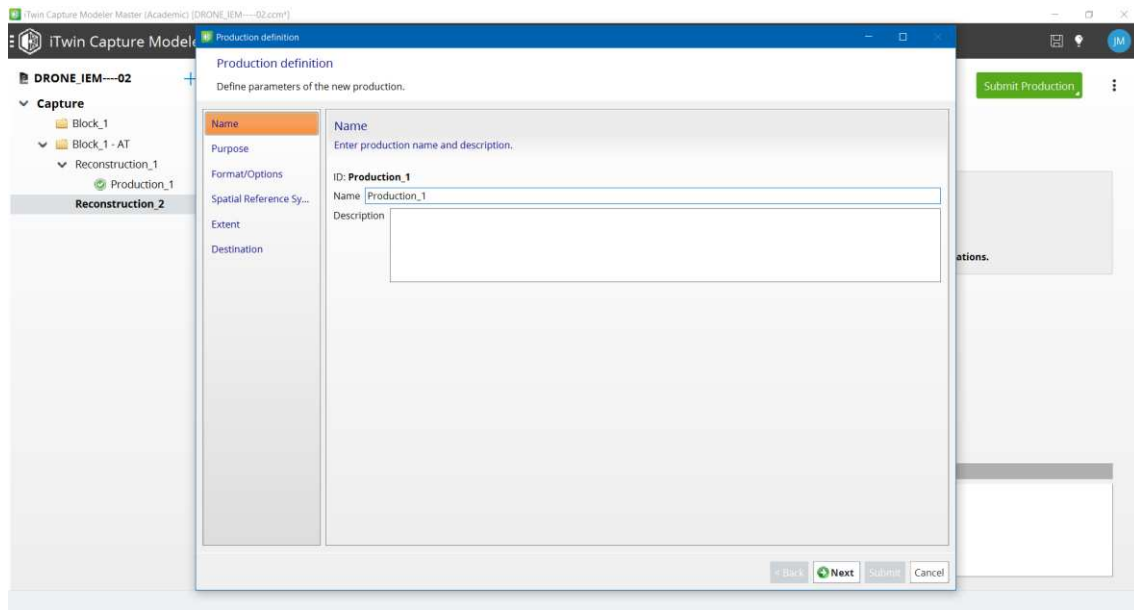 iTwin Capture Modeler Master (Academic) [DRONE_IEM----02.ccm*]
iTwin Capture Modele
JM
DRONE_IEM----02
Submit Production
Capture
Block_1
Block_1 - AT
Reconstruction_1
Production_1
Reconstruction_2
Production definition
Production definition
Define parameters of the new production.
Name
Purpose
Format/Options
Spatial Reference Sy...
Extent
Destination
Name
Enter production name and description.
ID: Production_1
Name Production_1
Description
ations.
< Back
Next
Submit
Cancel